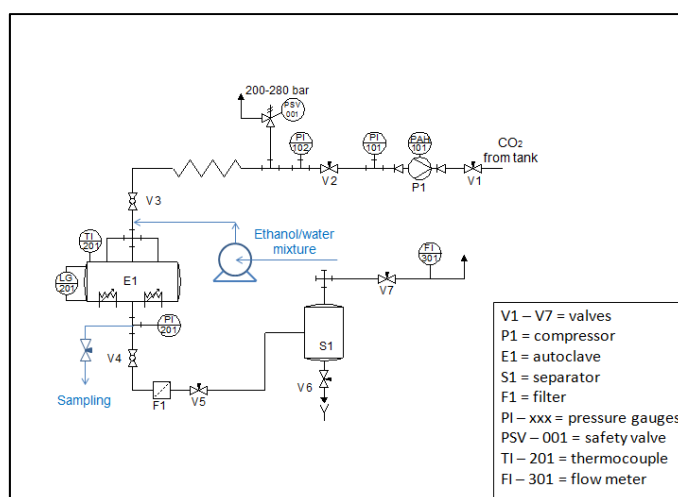 200-280 bar
PSV
001
PI
102
PI
101
PAH
101
CO2
from tank
V2
P1
V1
V3
TI
201
Ethanol/water
mixture
FI
301
LG
201
E1
V7
PI
201
S1
V4
V6
Sampling
F1
V5
V1 – V7 = valves
P1 = compressor
E1 = autoclave
S1 = separator
F1 = filter
PI – xxx = pressure gauges
PSV – 001 = safety valve
TI – 201 = thermocouple
FI – 301 = flow meter